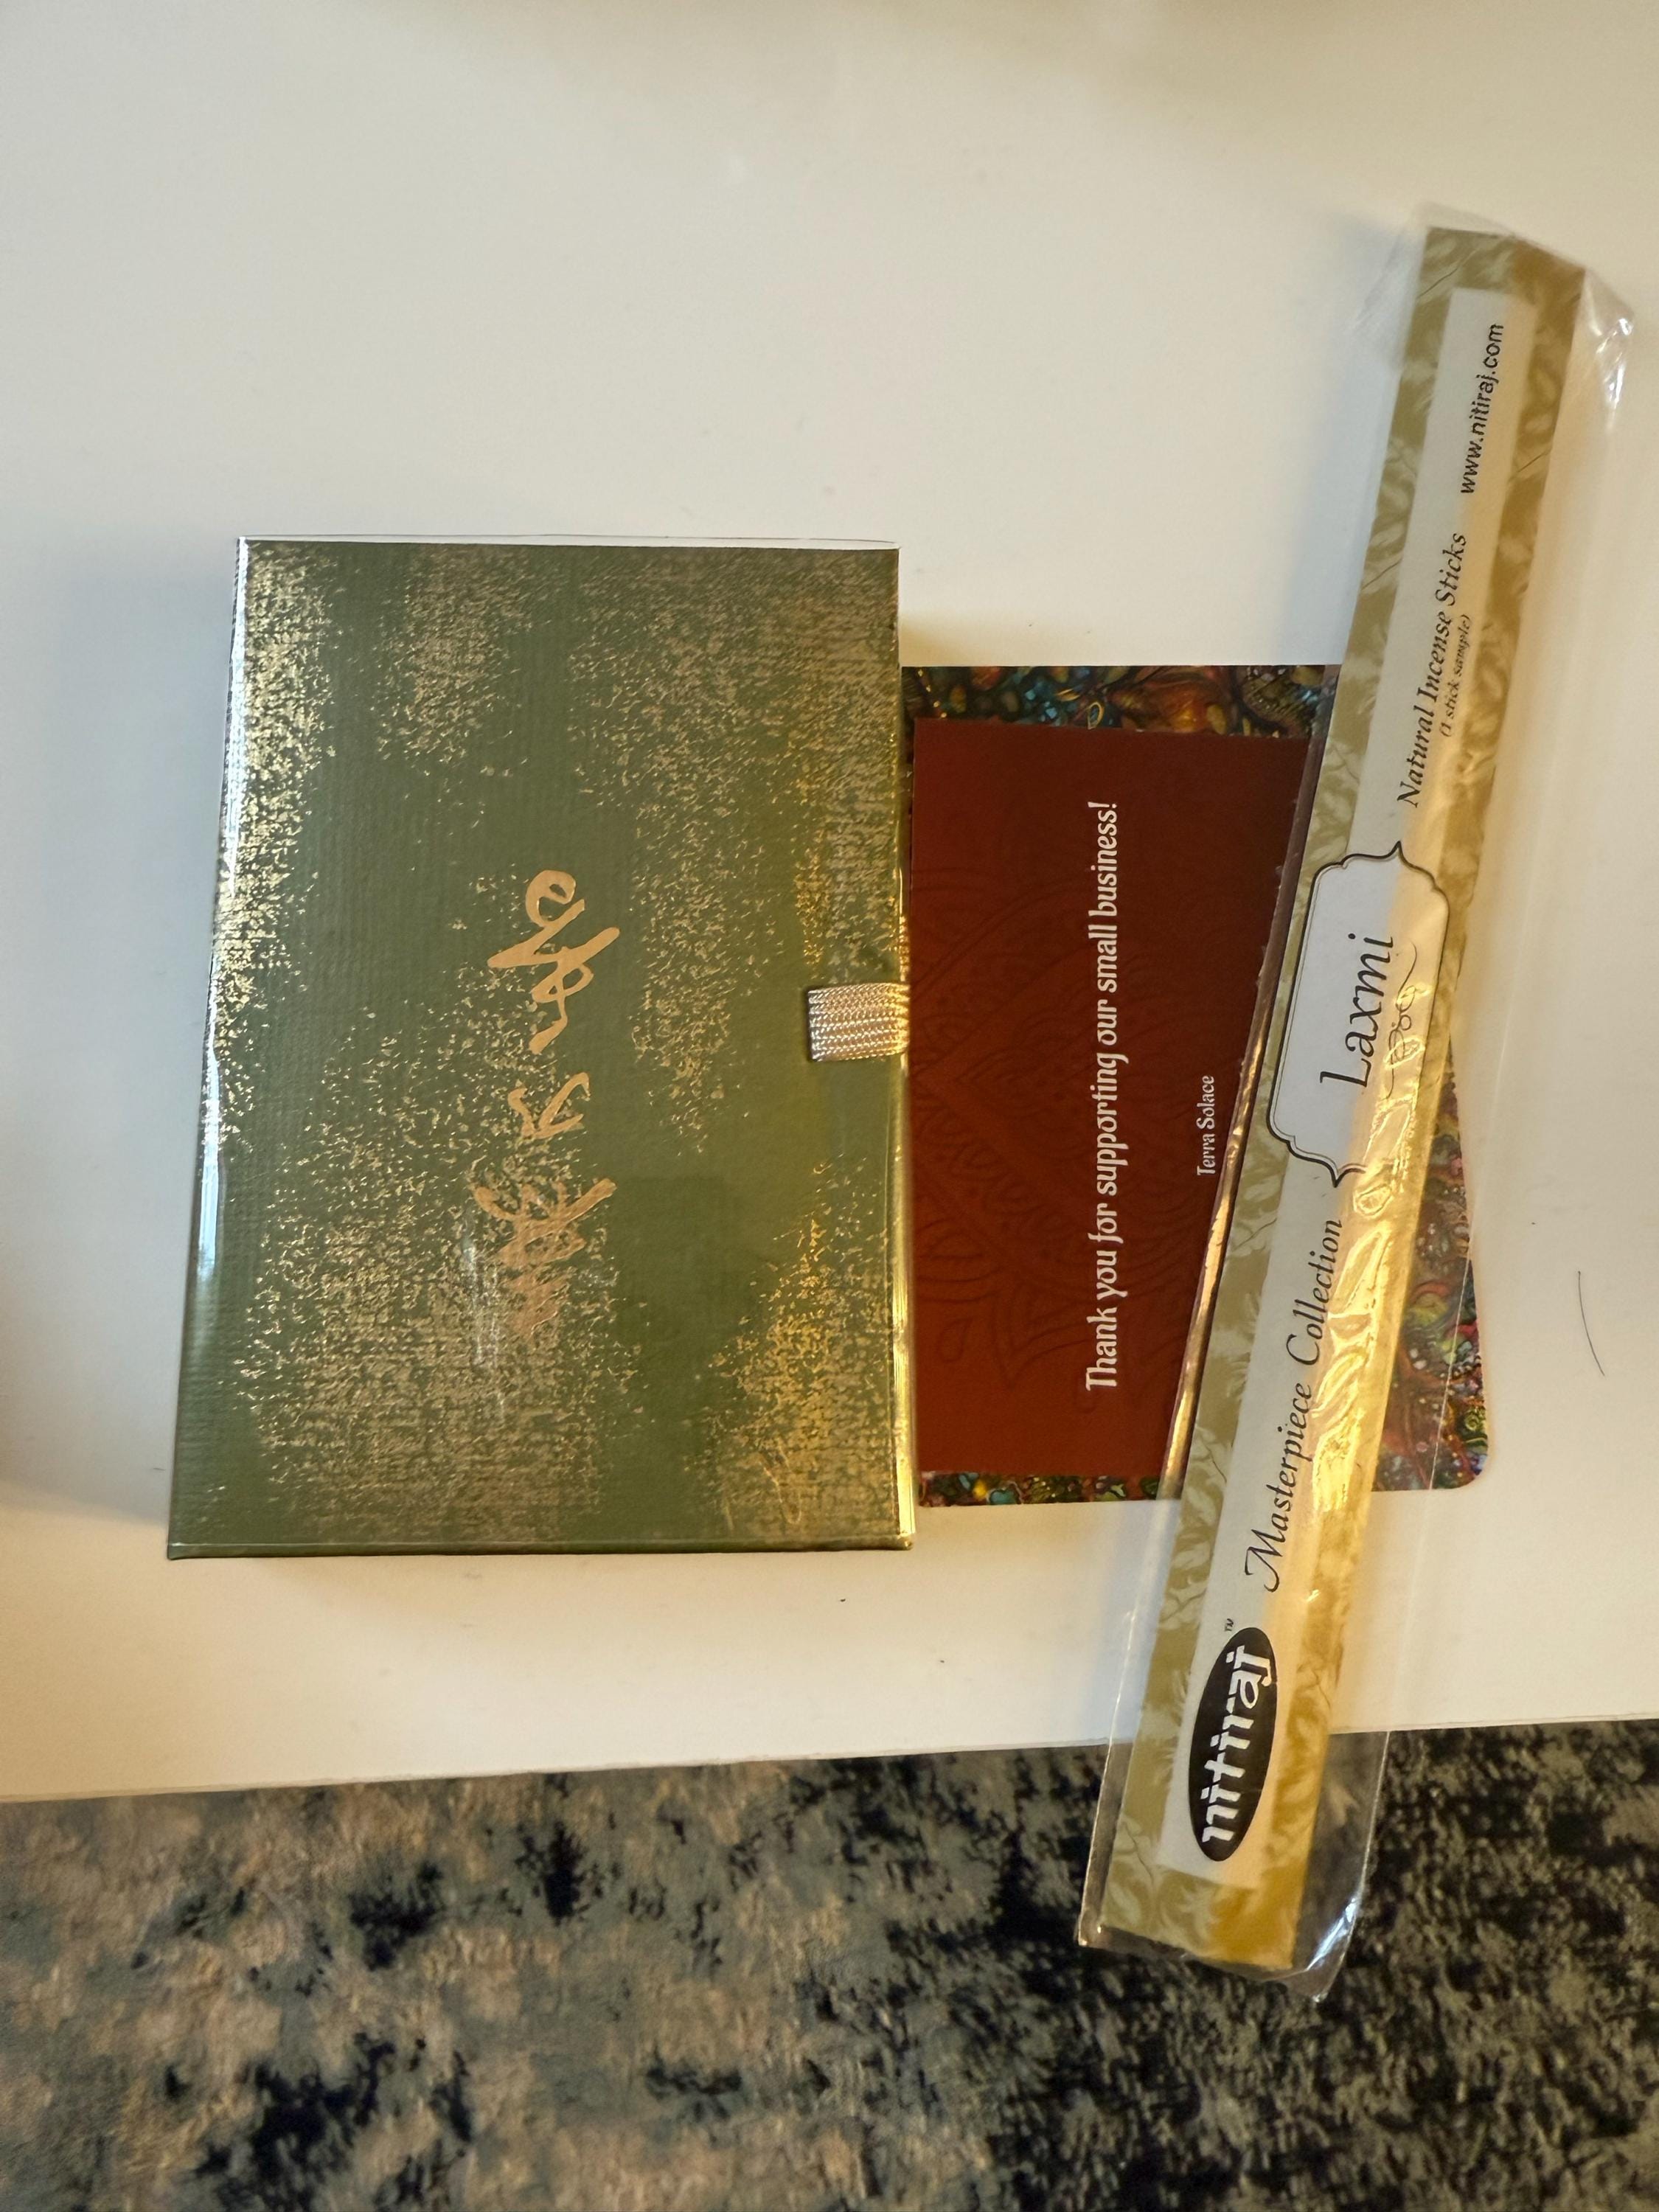 Thank you for supporting our small business!
Terra Solace
nitiraj™
Masterpiece Collection
Laxmi
Natural Incense Sticks
(1 stick sample)
www.nitiraj.com